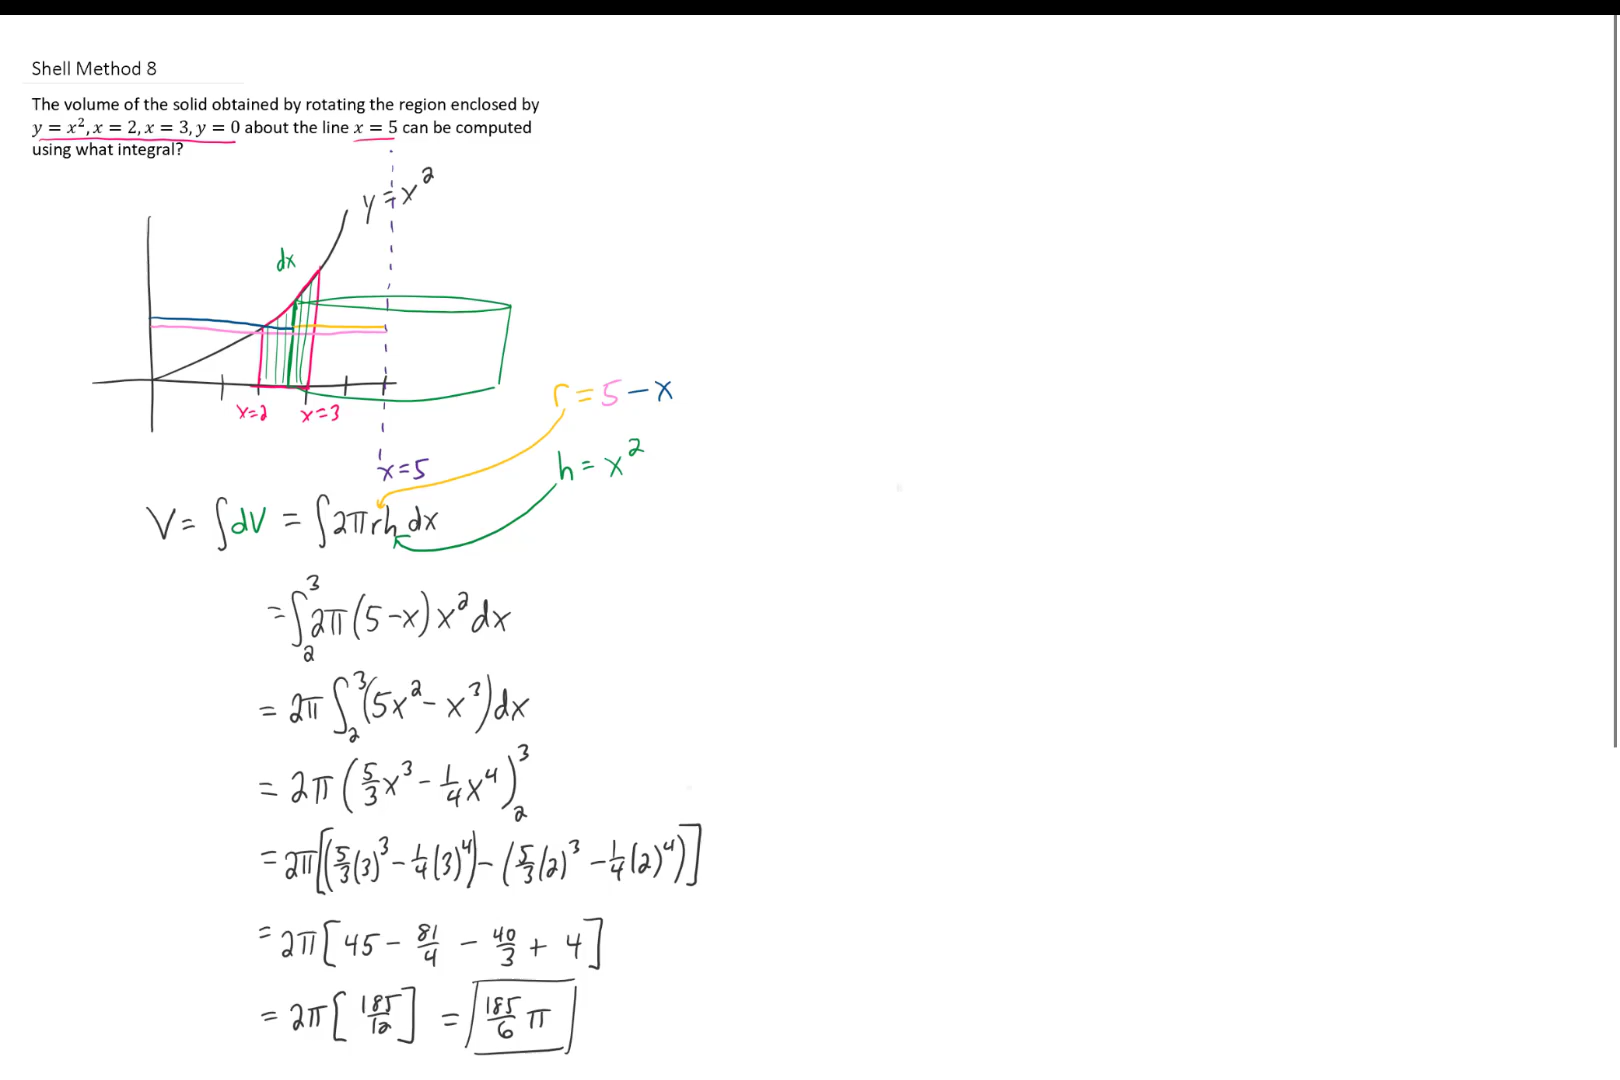 Shell Method 8
The volume of the solid obtained by rotating the region enclosed by
y = x², x = 2, x = 3, y = 0 about the line x = 5 can be computed
using what integral?
y = x²
dx
x=2
x=3
x=5
r = 5 - x
h = x²
V = ∫dV = ∫2πrh dx
= ∫₂³ 2π(5-x)x² dx
= 2π ∫₂³ (5x² - x³)dx
= 2π (5/3 x³ - 1/4 x⁴)₂³
= 2π[(5/3(3)³ - 1/4(3)⁴) - (5/3(2)³ - 1/4(2)⁴)]
= 2π[45 - 81/4 - 40/3 + 4]
= 2π[185/12] = 185/6 π